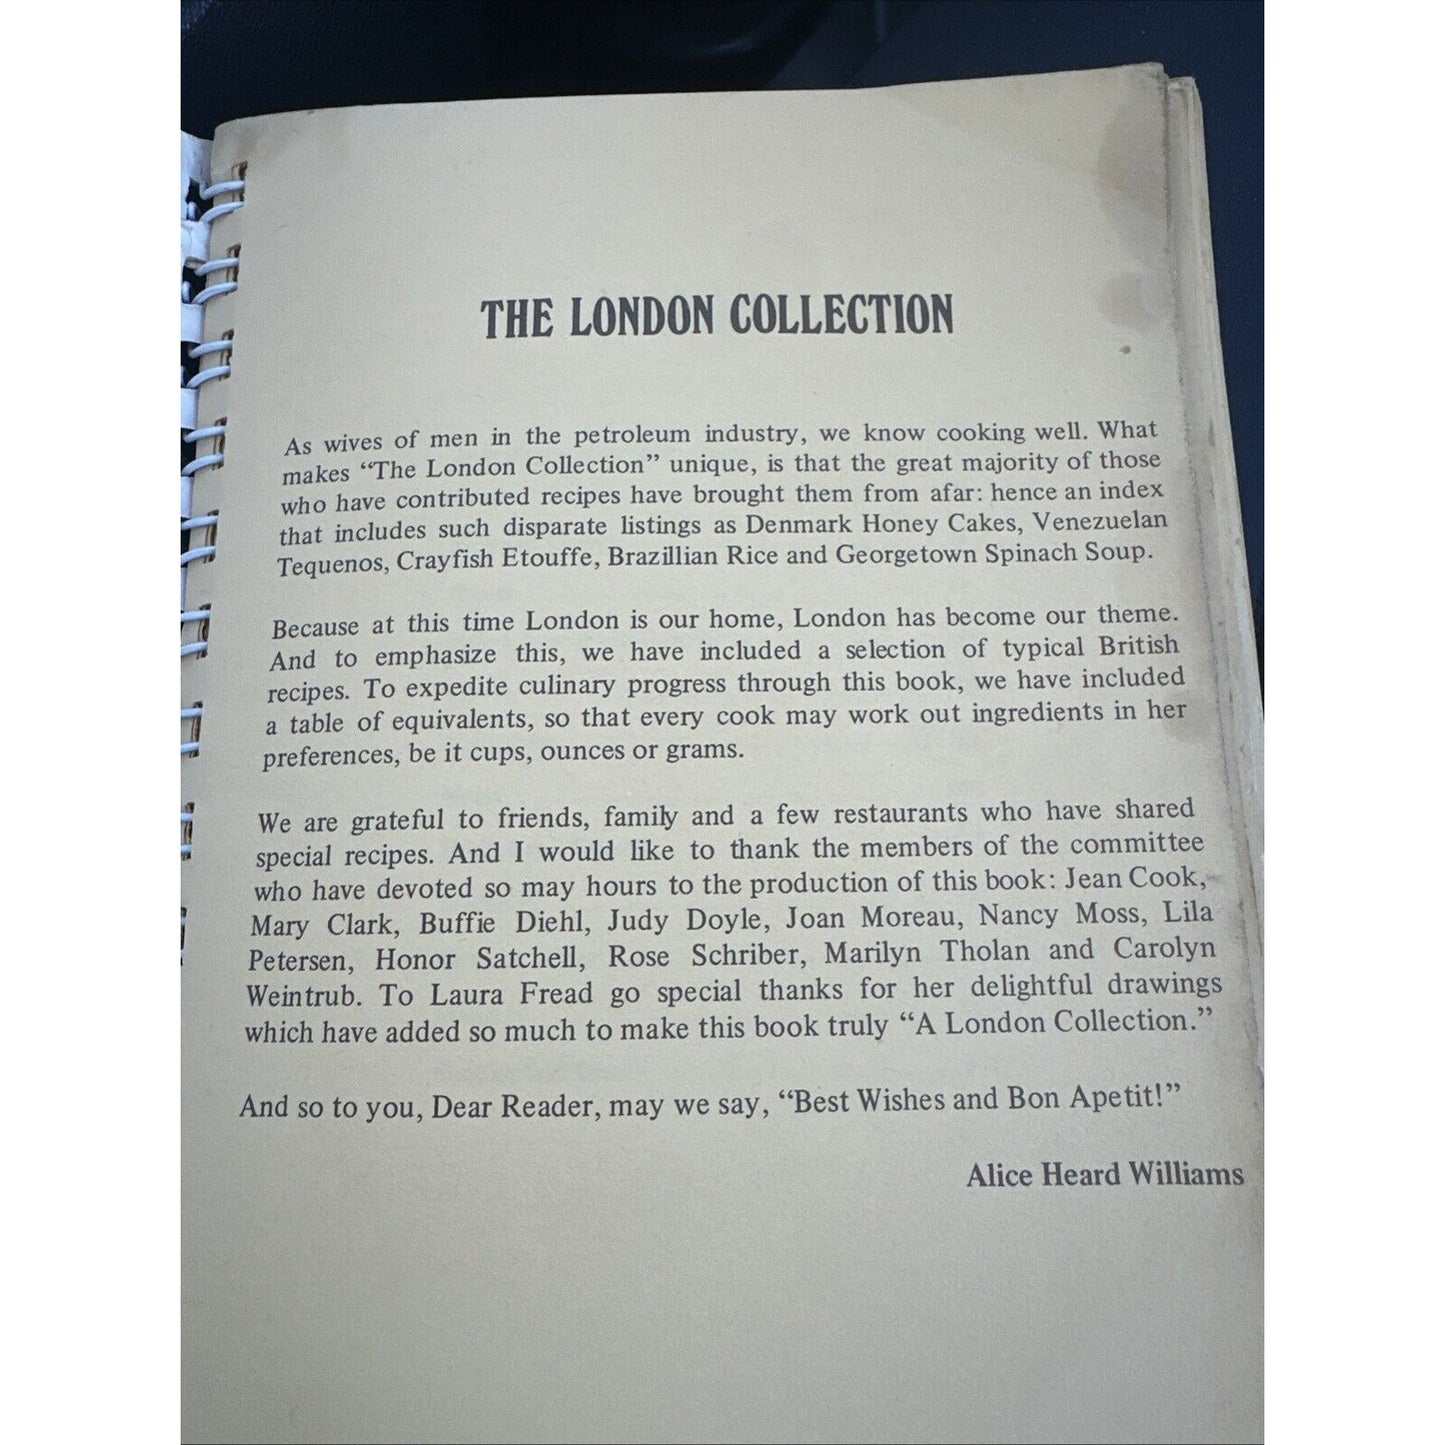 THE LONDON COLLECTION
As wives of men in the petroleum industry, we know cooking well. What
makes “The London Collection” unique, is that the great majority of those
who have contributed recipes have brought them from afar: hence an index
that includes such disparate listings as Denmark Honey Cakes, Venezuelan
Tequenos, Crayfish Etouffe, Brazillian Rice and Georgetown Spinach Soup.
Because at this time London is our home, London has become our theme.
And to emphasize this, we have included a selection of typical British
recipes. To expedite culinary progress through this book, we have included
a table of equivalents, so that every cook may work out ingredients in her
preferences, be it cups, ounces or grams.
We are grateful to friends, family and a few restaurants who have shared
special recipes. And I would like to thank the members of the committee
who have devoted so may hours to the production of this book: Jean Cook,
Mary Clark, Buffie Diehl, Judy Doyle, Joan Moreau, Nancy Moss, Lila
Petersen, Honor Satchell, Rose Schriber, Marilyn Tholan and Carolyn
Weintrub. To Laura Fread go special thanks for her delightful drawings
which have added so much to make this book truly “A London Collection.”
And so to you, Dear Reader, may we say, “Best Wishes and Bon Apetit!”
Alice Heard Williams